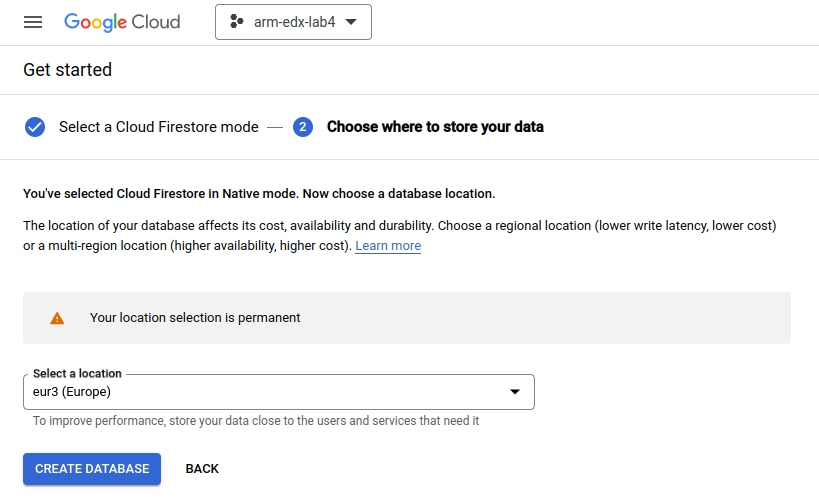 Google Cloud
arm-edx-lab4
Get started
Select a Cloud Firestore mode
2
Choose where to store your data
You've selected Cloud Firestore in Native mode. Now choose a database location.
The location of your database affects its cost, availability and durability. Choose a regional location (lower write latency, lower cost)
or a multi-region location (higher availability, higher cost). Learn more
Your location selection is permanent
Select a location
eur3 (Europe)
To improve performance, store your data close to the users and services that need it
CREATE DATABASE
BACK